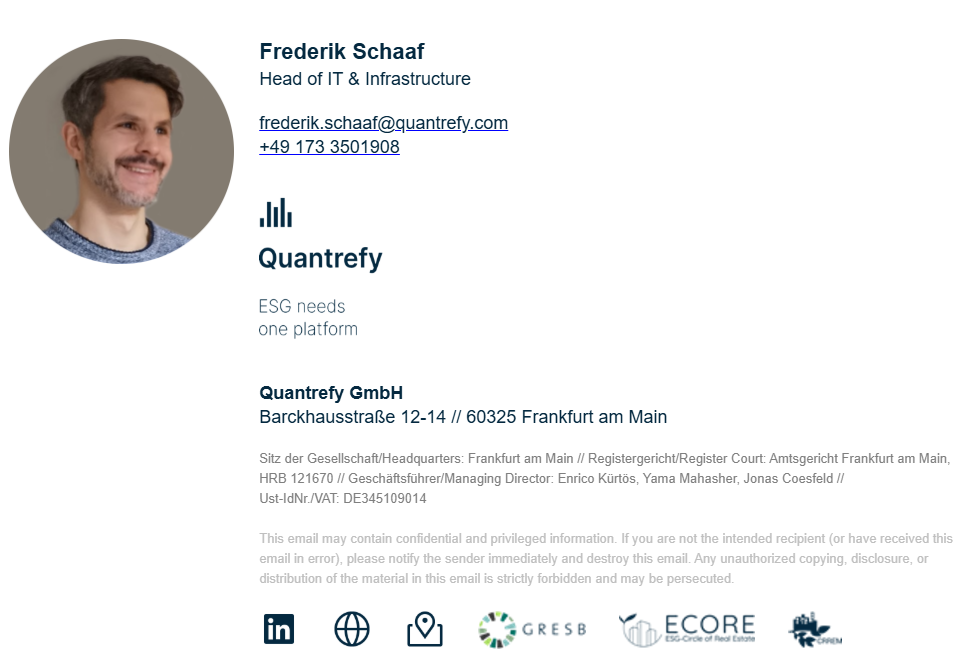 Frederik Schaaf
Head of IT & Infrastructure
frederik.schaaf@quantrefy.com
+49 173 3501908
Quantrefy
ESG needs
one platform
Quantrefy GmbH
Barckhausstraße 12-14 // 60325 Frankfurt am Main
Sitz der Gesellschaft/Headquarters: Frankfurt am Main // Registergericht/Register Court: Amtsgericht Frankfurt am Main,
HRB 121670 // Geschäftsführer/Managing Director: Enrico Kürtös, Yama Mahasher, Jonas Coesfeld //
Ust-IdNr./VAT: DE345109014
This email may contain confidential and privileged information. If you are not the intended recipient (or have received this
email in error), please notify the sender immediately and destroy this email. Any unauthorized copying, disclosure, or
distribution of the material in this email is strictly forbidden and may be persecuted.
in
GRESB
ECORE
ESG-Circle of Real Estate
CRREM